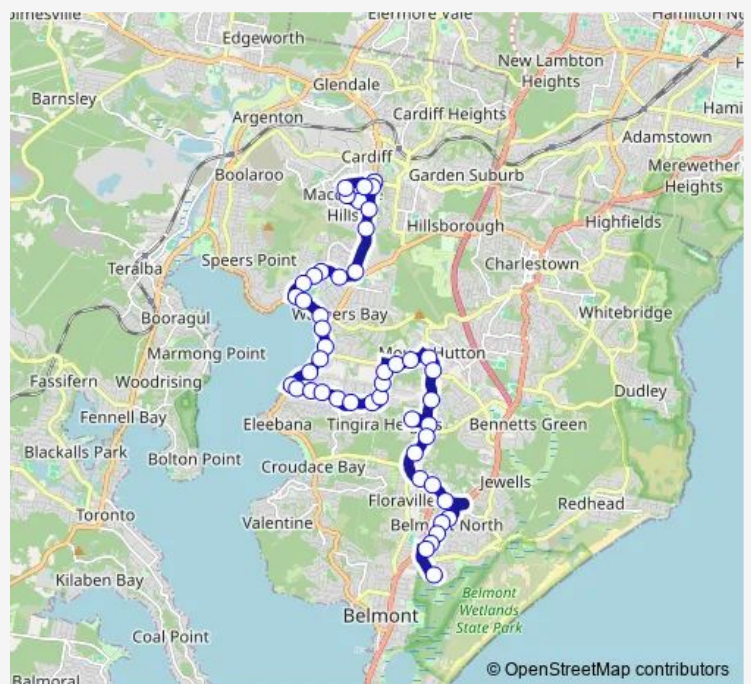 Edgeworth
New Lambton
Heights
Glendale
Barnsley
Cardiff Heights
Argenton
Adamstown
Cardiff
Merewether
Heights
Boolaroo
Garden Suburb
Hills
Hillsborough
Highfields
Speers Point
Charlestown
Teralba
Booragul
Whitebridge
Marmong Point
Fassifern
Woodrising
Dudley
Fennell Bay
Eleebana
Bennetts Green
Blackalls Park
Bolton Point
Croudace Bay
Jewells
Floraville
Redhead
Toronto
Valentine
North
Kilaben Bay
Belmont
Wetlands
State Park
Belmont
Coal Point
© OpenStreetMap contributors